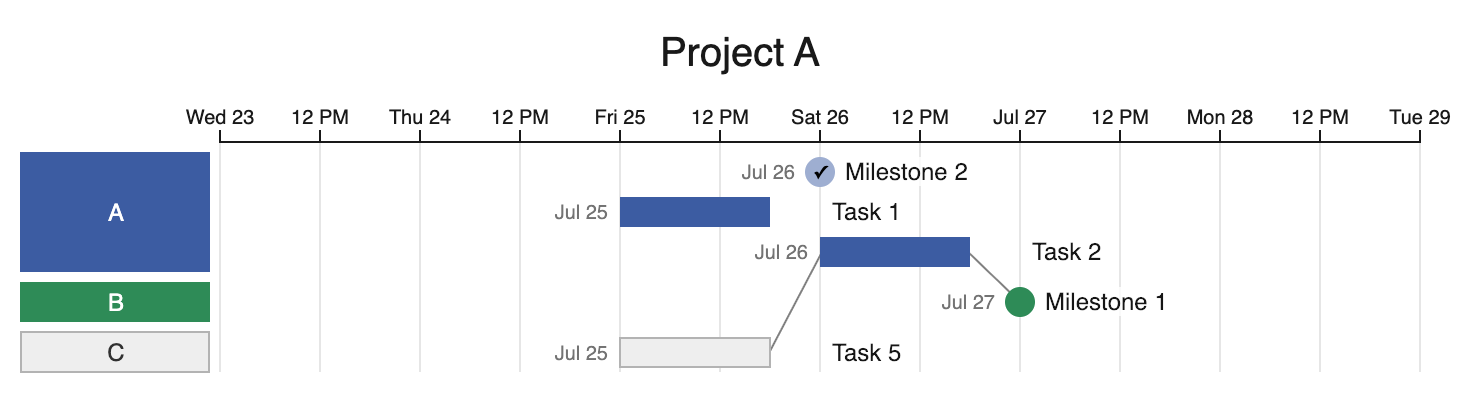 Project A
Wed 23 12 PM Thu 24 12 PM Fri 25 12 PM Sat 26 12 PM Jul 27 12 PM Mon 28 12 PM Tue 29
Jul 26 ✓ Milestone 2
A
Jul 25 Task 1
Jul 26 Task 2
B
Jul 27 Milestone 1
C
Jul 25 Task 5